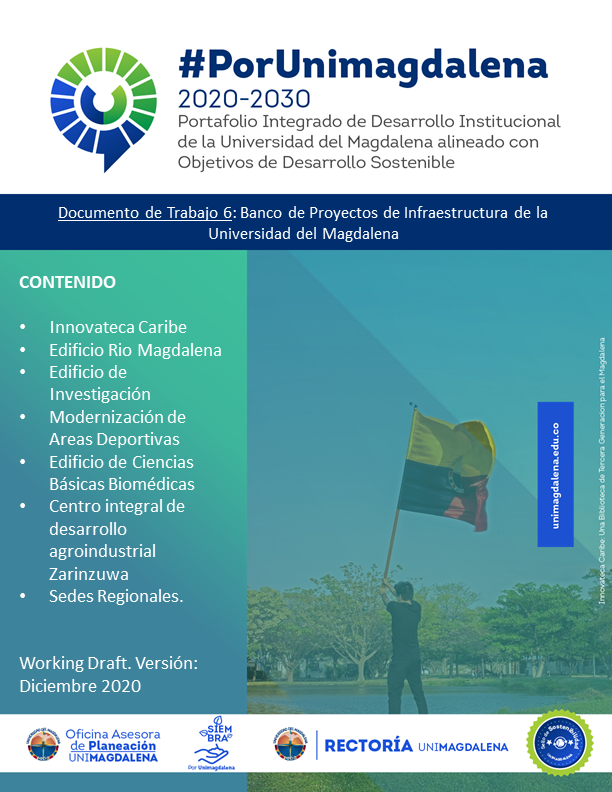 #PorUnimagdalena
2020-2030
Portafolio Integrado de Desarrollo Institucional
de la Universidad del Magdalena alineado con
Objetivos de Desarrollo Sostenible
Documento de Trabajo 6: Banco de Proyectos de Infraestructura de la
Universidad del Magdalena
CONTENIDO
• Innovateca Caribe
• Edificio Rio Magdalena
• Edificio de
Investigación
• Modernización de
Areas Deportivas
• Edificio de Ciencias
Básicas Biomédicas
• Centro integral de
desarrollo
agroindustrial
Zarinzuwa
• Sedes Regionales.
Working Draft. Versión:
Diciembre 2020
unimagdalena.edu.co
Innovateca Caribe: Una Biblioteca de Tercera Generacion para el Magdalena
Oficina Asesora
de Planeación
UNIMAGDALENA
SIEM
BRA
Por Unimagdalena
RECTORÍA UNIMAGDALENA
Sello de Sostenibilidad